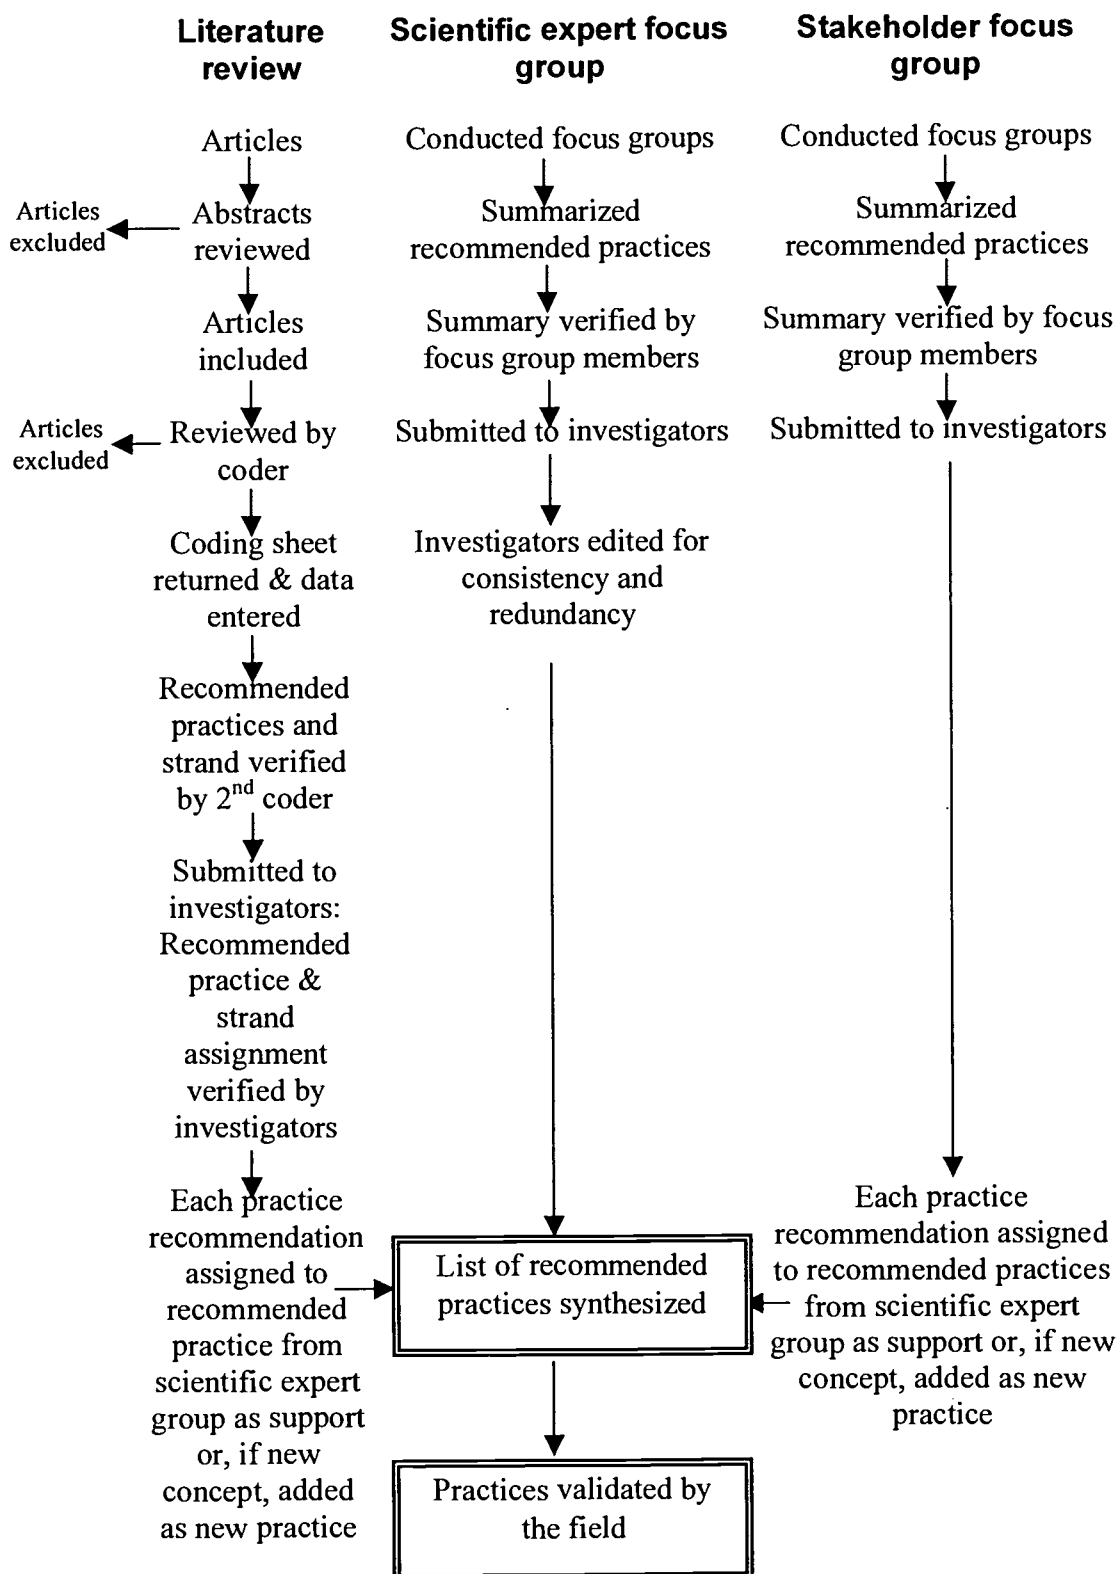 Literature
review
Articles
Abstracts
reviewed
Articles
excluded
Articles
included
Reviewed by
coder
Articles
excluded
Coding sheet
returned & data
entered
Recommended
practices and
strand verified
by 2nd coder
Submitted to
investigators:
Recommended
practice &
strand
assignment
verified by
investigators
Each practice
recommendation
assigned to
recommended
practice from
scientific expert
group as support
or, if new
concept, added
as new practice
Scientific expert focus
group
Conducted focus groups
Summarized
recommended practices
Summary verified by
focus group members
Submitted to investigators
Investigators edited for
consistency and
redundancy
List of recommended
practices synthesized
Practices validated by
the field
Stakeholder focus
group
Conducted focus groups
Summarized
recommended practices
Summary verified by focus
group members
Submitted to investigators
Each practice
recommendation assigned
to recommended practices
from scientific expert
group as support or, if new
concept, added as new
practice